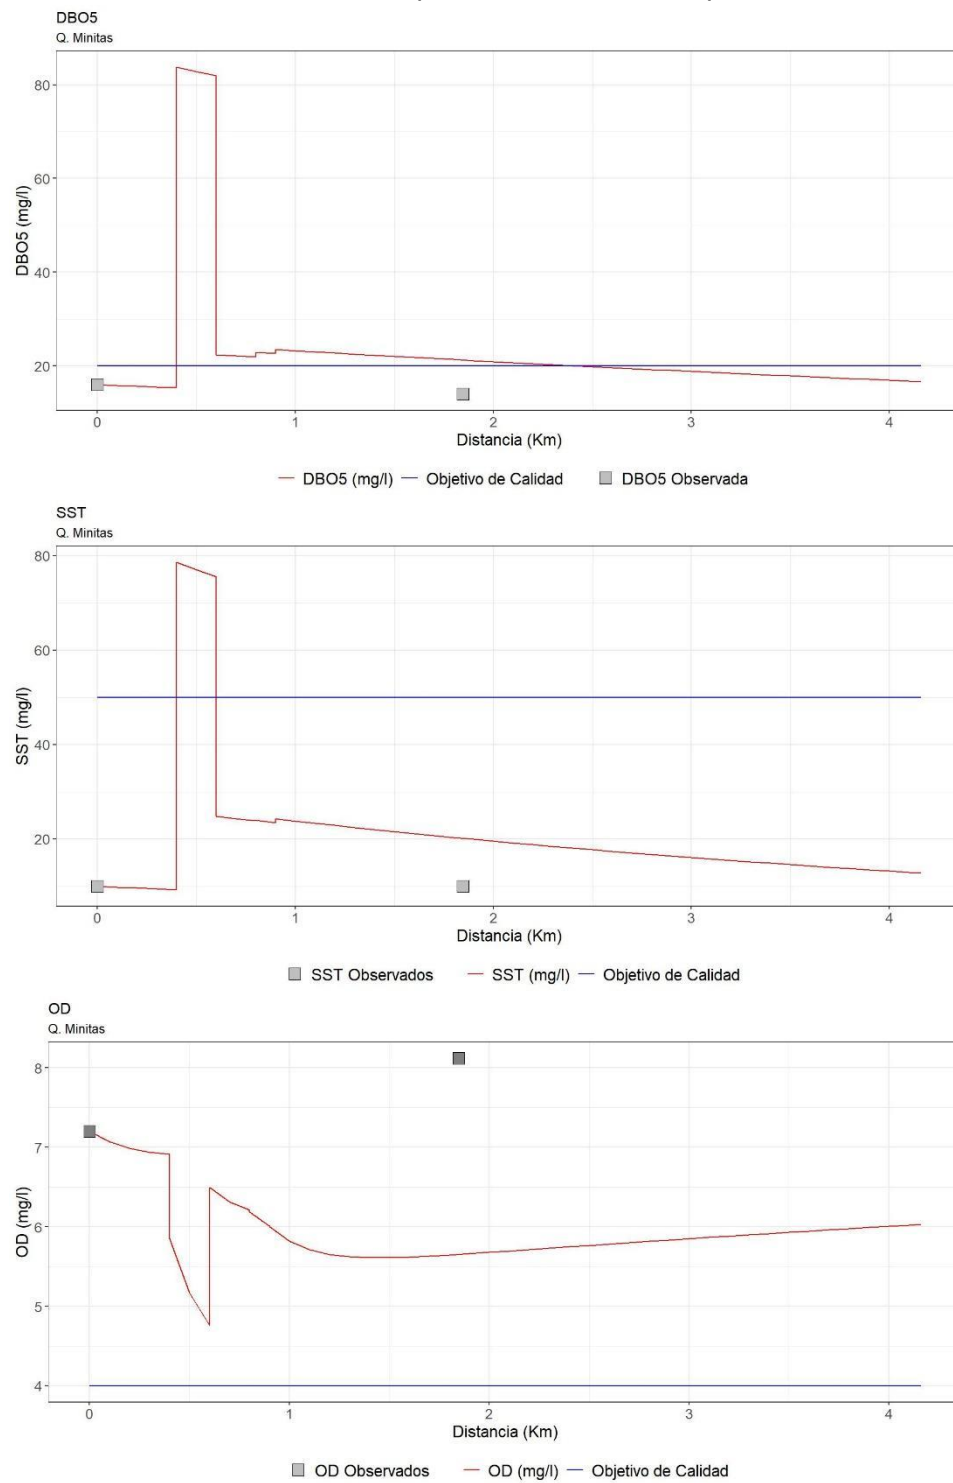 DBO5
Q. Minitas
80
60
40
20
DBO5 (mg/l)
0 1 2 3 4
Distancia (Km)
DBO5 (mg/l) Objetivo de Calidad DBO5 Observada
SST
Q. Minitas
80
60
40
20
SST (mg/l)
0 1 2 3 4
Distancia (Km)
SST Observados SST (mg/l) Objetivo de Calidad
OD
Q. Minitas
8
7
6
5
4
OD (mg/l)
0 1 2 3 4
Distancia (Km)
OD Observados OD (mg/l) Objetivo de Calidad